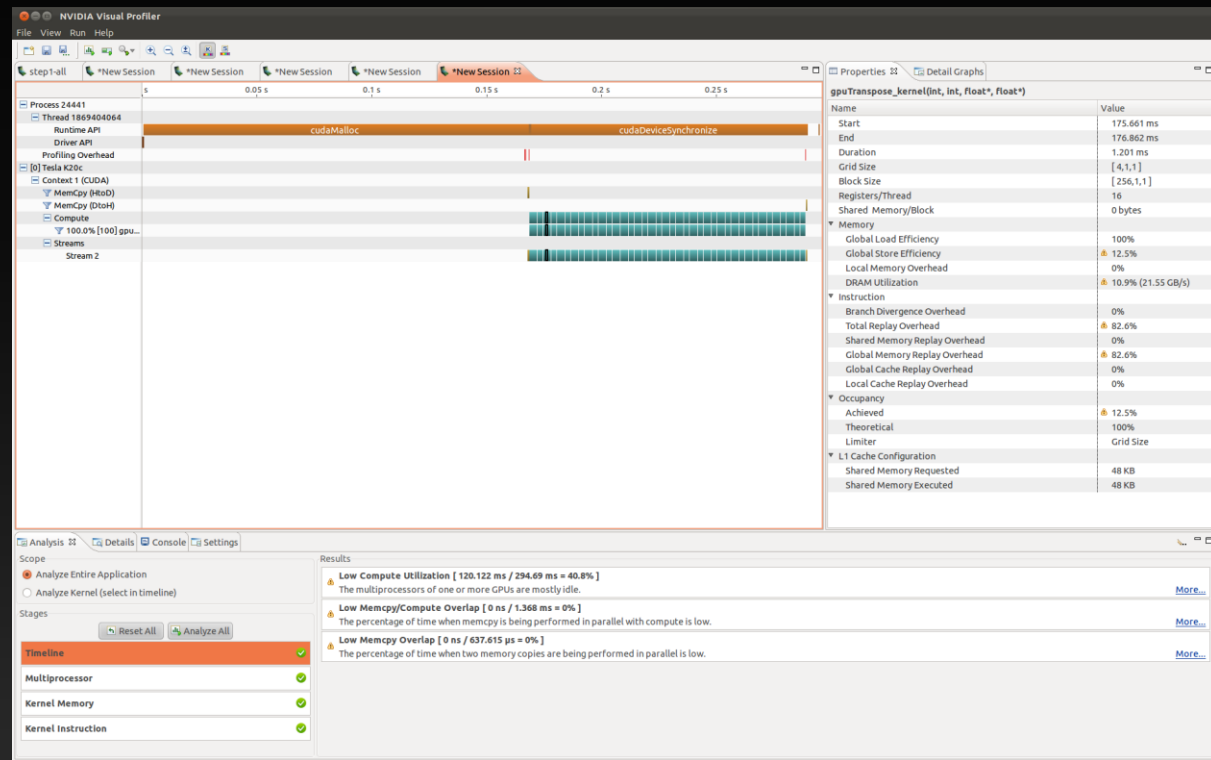 NVIDIA Visual Profiler
File View Run Help
step1-all *New Session *New Session *New Session *New Session *New Session
s 0.05 s 0.1 s 0.15 s 0.2 s 0.25 s
Process 24441
Thread 1869404064
Runtime API cudaMalloc cudaDeviceSynchronize
Driver API
Profiling Overhead
[0] Tesla K20c
Context 1 (CUDA)
MemCpy (HtoD)
MemCpy (DtoH)
Compute
100.0% [100] gpu...
Streams
Stream 2
Properties Detail Graphs
gpuTranspose_kernel(int, int, float*, float*)
Name Value
Start 175.661 ms
End 176.862 ms
Duration 1.201 ms
Grid Size [ 4,1,1 ]
Block Size [ 256,1,1 ]
Registers/Thread 16
Shared Memory/Block 0 bytes
Memory
Global Load Efficiency 100%
Global Store Efficiency 12.5%
Local Memory Overhead 0%
DRAM Utilization 10.9% (21.55 GB/s)
Instruction
Branch Divergence Overhead 0%
Total Replay Overhead 82.6%
Shared Memory Replay Overhead 0%
Global Memory Replay Overhead 82.6%
Global Cache Replay Overhead 0%
Local Cache Replay Overhead 0%
Occupancy
Achieved 12.5%
Theoretical 100%
Limiter Grid Size
L1 Cache Configuration
Shared Memory Requested 48 KB
Shared Memory Executed 48 KB
Analysis Details Console Settings
Scope
Analyze Entire Application
Analyze Kernel (select in timeline)
Stages
Reset All Analyze All
Timeline
Multiprocessor
Kernel Memory
Kernel Instruction
Results
Low Compute Utilization [ 120.122 ms / 294.69 ms = 40.8% ]
The multiprocessors of one or more GPUs are mostly idle. More...
Low Memcpy/Compute Overlap [ 0 ns / 1.368 ms = 0% ]
The percentage of time when memcpy is being performed in parallel with compute is low. More...
Low Memcpy Overlap [ 0 ns / 637.615 µs = 0% ]
The percentage of time when two memory copies are being performed in parallel is low. More...